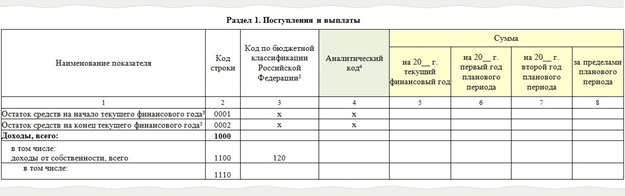 Раздел 1. Поступления и выплаты
Наименование показателя
Код
строки
Код по бюджетной
классификации
Российской
Федерации³
Аналитический
код⁴
Сумма
на 20__ г.
текущий
финансовый год
на 20__ г.
первый год
планового
периода
на 20__ г.
второй год
планового
периода
за пределами
планового
периода
1 2 3 4 5 6 7 8
Остаток средств на начало текущего финансового года⁵ 0001 х х
Остаток средств на конец текущего финансового года⁵ 0002 х х
Доходы, всего: 1000
в том числе:
доходы от собственности, всего 1100 120
в том числе:
1110